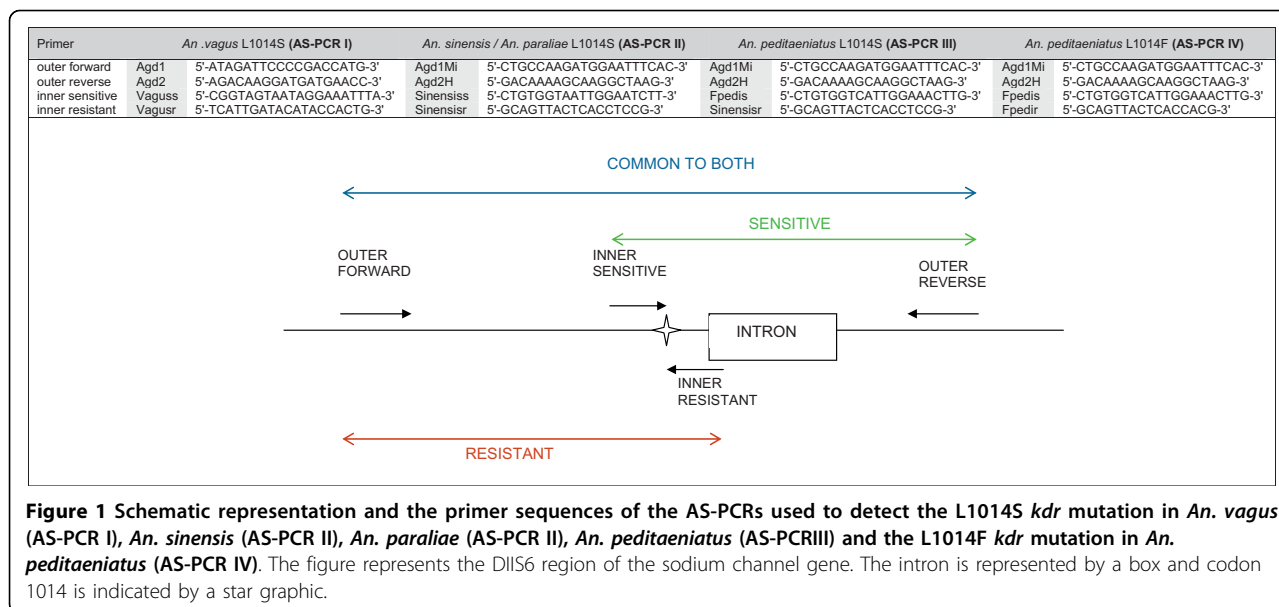 Primer An .vagus L1014S (AS-PCR I) An. sinensis / An. paraliae L1014S (AS-PCR II) An. peditaeniatus L1014S (AS-PCR III) An. peditaeniatus L1014F (AS-PCR IV)
outer forward Agd1 5'-ATAGATTCCCCGACCATG-3' Agd1Mi 5'-CTGCCAAGATGGAATTTCAC-3' Agd1Mi 5'-CTGCCAAGATGGAATTTCAC-3' Agd1Mi 5'-CTGCCAAGATGGAATTTCAC-3'
outer reverse Agd2 5'-AGACAAGGATGATGAACC-3' Agd2H 5'-GACAAAAGCAAGGCTAAG-3' Agd2H 5'-GACAAAAGCAAGGCTAAG-3' Agd2H 5'-GACAAAAGCAAGGCTAAG-3'
inner sensitive Vaguss 5'-CGGTAGTAATAGGAAATTTA-3' Sinensiss 5'-CTGTGGTAATTGGAATCTT-3' Fpedis 5'-CTGTGGTCATTGGAAACTTG-3' Fpedis 5'-CTGTGGTCATTGGAAACTTG-3'
inner resistant Vagusr 5'-TCATTGATACATACCACTG-3' Sinensisr 5'-GCAGTTACTCACCTCCG-3' Sinensisr 5'-GCAGTTACTCACCTCCG-3' Fpedir 5'-GCAGTTACTCACCACG-3'
COMMON TO BOTH
SENSITIVE
OUTER
FORWARD
INNER
SENSITIVE
OUTER
REVERSE
INTRON
INNER
RESISTANT
RESISTANT
Figure 1 Schematic representation and the primer sequences of the AS-PCRs used to detect the L1014S kdr mutation in An. vagus
(AS-PCR I), An. sinensis (AS-PCR II), An. paraliae (AS-PCR II), An. peditaeniatus (AS-PCRIII) and the L1014F kdr mutation in An.
peditaeniatus (AS-PCR IV). The figure represents the DIIS6 region of the sodium channel gene. The intron is represented by a box and codon
1014 is indicated by a star graphic.